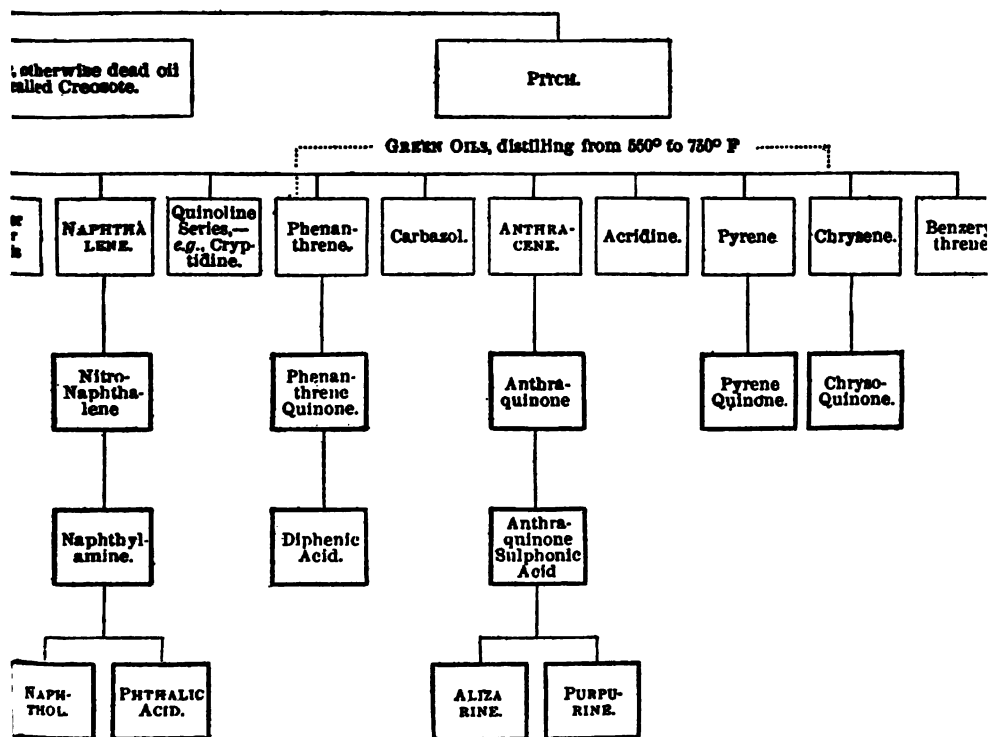 otherwise dead oil
called Creosote.
PITCH.
GREEN OILS, distilling from 550° to 750° F
NAPHTHA
LENE.
Quinoline
Series,—
e.g., Cryp-
tidine.
Phenan-
threne.
Carbazol.
ANTHRA-
CENE.
Acridine.
Pyrene
Chrysene.
Benzery
threne
Nitro-
Naphtha-
lene
Phenan-
threne
Quinone.
Anthra-
quinone
Pyrene
Quinone.
Chryso-
Quinone.
Naphthyl-
amine.
Diphenic
Acid.
Anthra-
quinone
Sulphonic
Acid
NAPH-
THOL.
PHTHALIC
ACID.
ALIZA
RINE.
PURPU-
RINE.